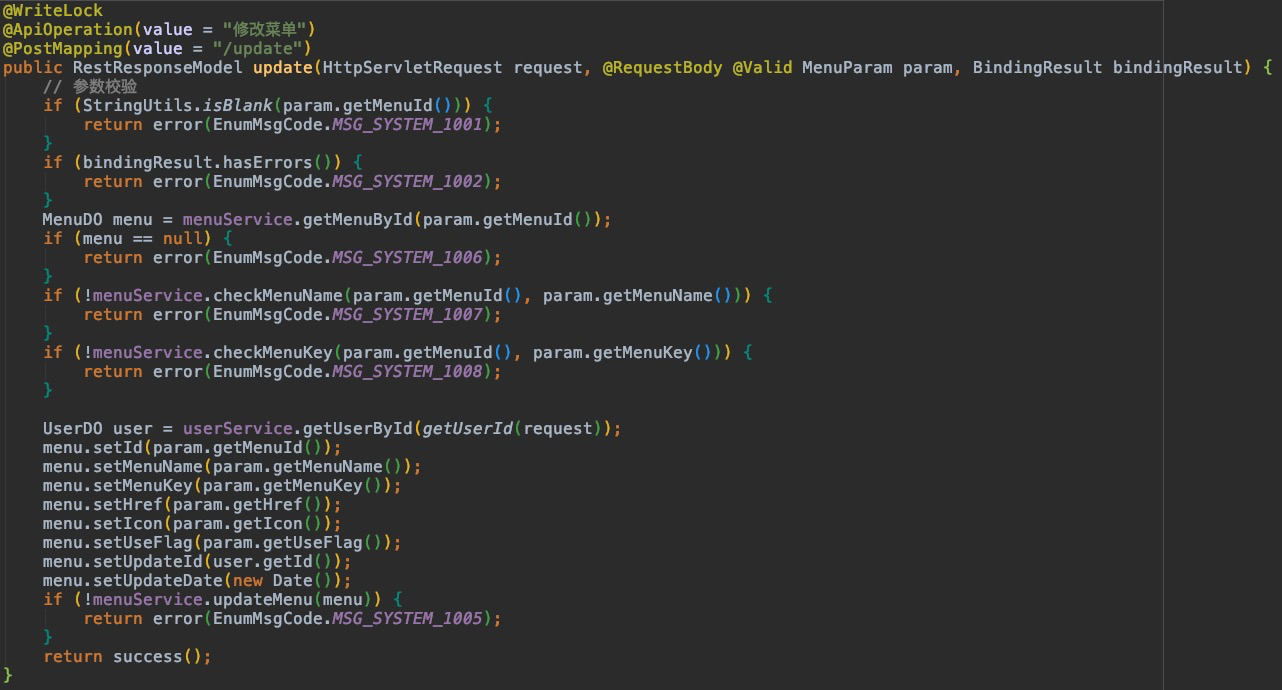 @WriteLock
@ApiOperation(value = "修改菜单")
@PostMapping(value = "/update")
public RestResponseModel update(HttpServletRequest request, @RequestBody @Valid MenuParam param, BindingResult bindingResult) {
    // 参数校验
    if (StringUtils.isBlank(param.getMenuId())) {
        return error(EnumMsgCode.MSG_SYSTEM_1001);
    }
    if (bindingResult.hasErrors()) {
        return error(EnumMsgCode.MSG_SYSTEM_1002);
    }
    MenuDO menu = menuService.getMenuById(param.getMenuId());
    if (menu == null) {
        return error(EnumMsgCode.MSG_SYSTEM_1006);
    }
    if (!menuService.checkMenuName(param.getMenuId(), param.getMenuName())) {
        return error(EnumMsgCode.MSG_SYSTEM_1007);
    }
    if (!menuService.checkMenuKey(param.getMenuId(), param.getMenuKey())) {
        return error(EnumMsgCode.MSG_SYSTEM_1008);
    }

    UserDO user = userService.getUserById(getUserId(request));
    menu.setId(param.getMenuId());
    menu.setMenuName(param.getMenuName());
    menu.setMenuKey(param.getMenuKey());
    menu.setHref(param.getHref());
    menu.setIcon(param.getIcon());
    menu.setUseFlag(param.getUseFlag());
    menu.setUpdateId(user.getId());
    menu.setUpdateDate(new Date());
    if (!menuService.updateMenu(menu)) {
        return error(EnumMsgCode.MSG_SYSTEM_1005);
    }
    return success();
}